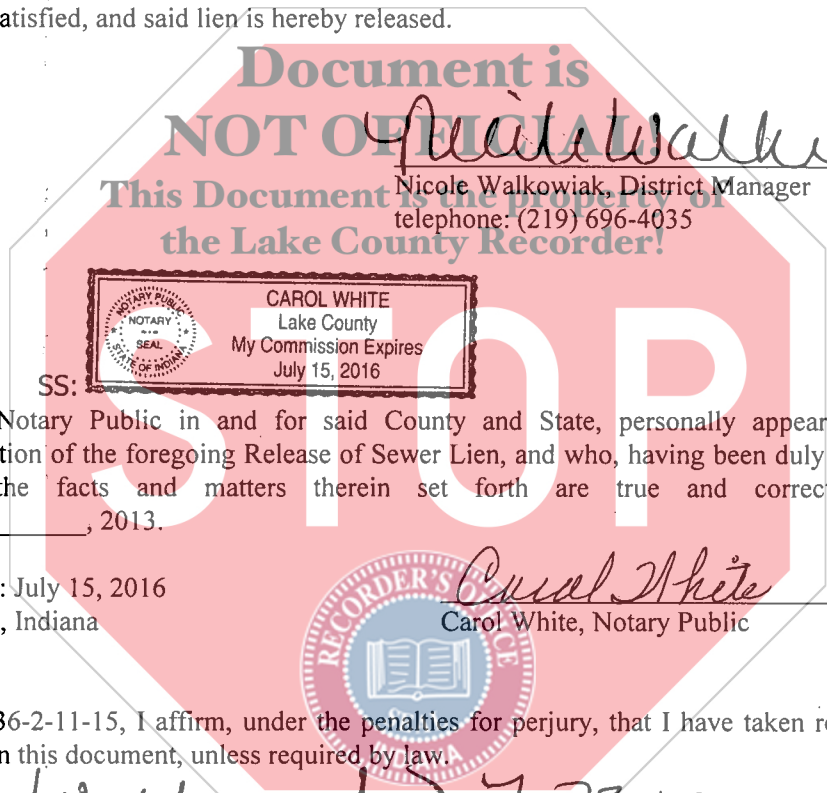 atisfied, and said lien is hereby released.
Document is
NOT OFFICIAL!
This Document is the property of
the Lake County Recorder!
Nicole Walkowiak, District Manager
telephone: (219) 696-4035
NOTARY PUBLIC
NOTARY
SEAL
STATE OF INDIANA
CAROL WHITE
Lake County
My Commission Expires
July 15, 2016
SS:
STOP
Notary Public in and for said County and State, personally appear
tion of the foregoing Release of Sewer Lien, and who, having been duly
the facts and matters therein set forth are true and correct
, 2013.
: July 15, 2016
, Indiana
Carol White
Carol White, Notary Public
RECORDER'S OFFICE
SEAL
INDIANA
36-2-11-15, I affirm, under the penalties for perjury, that I have taken re
n this document, unless required by law.